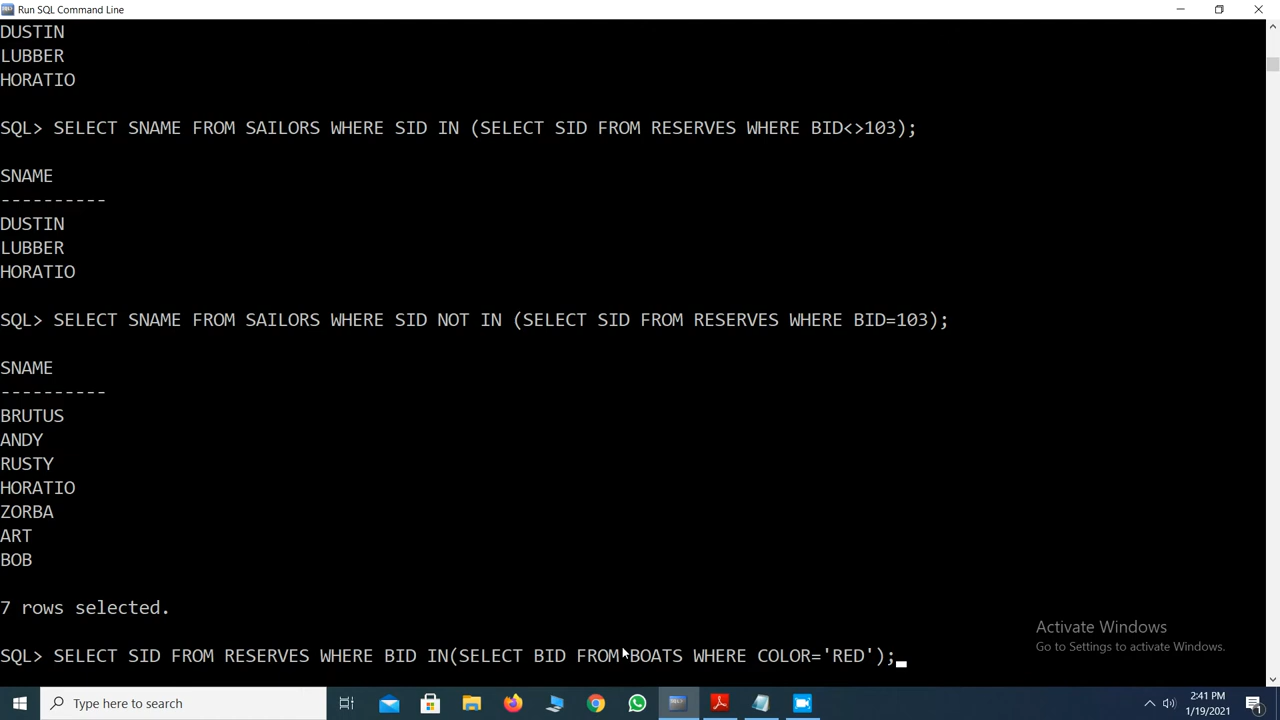 Run SQL Command Line
DUSTIN
LUBBER
HORATIO
SQL> SELECT SNAME FROM SAILORS WHERE SID IN (SELECT SID FROM RESERVES WHERE BID<>103);
SNAME
----------
DUSTIN
LUBBER
HORATIO
SQL> SELECT SNAME FROM SAILORS WHERE SID NOT IN (SELECT SID FROM RESERVES WHERE BID=103);
SNAME
----------
BRUTUS
ANDY
RUSTY
HORATIO
ZORBA
ART
BOB
7 rows selected.
SQL> SELECT SID FROM RESERVES WHERE BID IN(SELECT BID FROM BOATS WHERE COLOR='RED');
Activate Windows
Go to Settings to activate Windows.
Type here to search
2:41 PM
1/19/2021
1